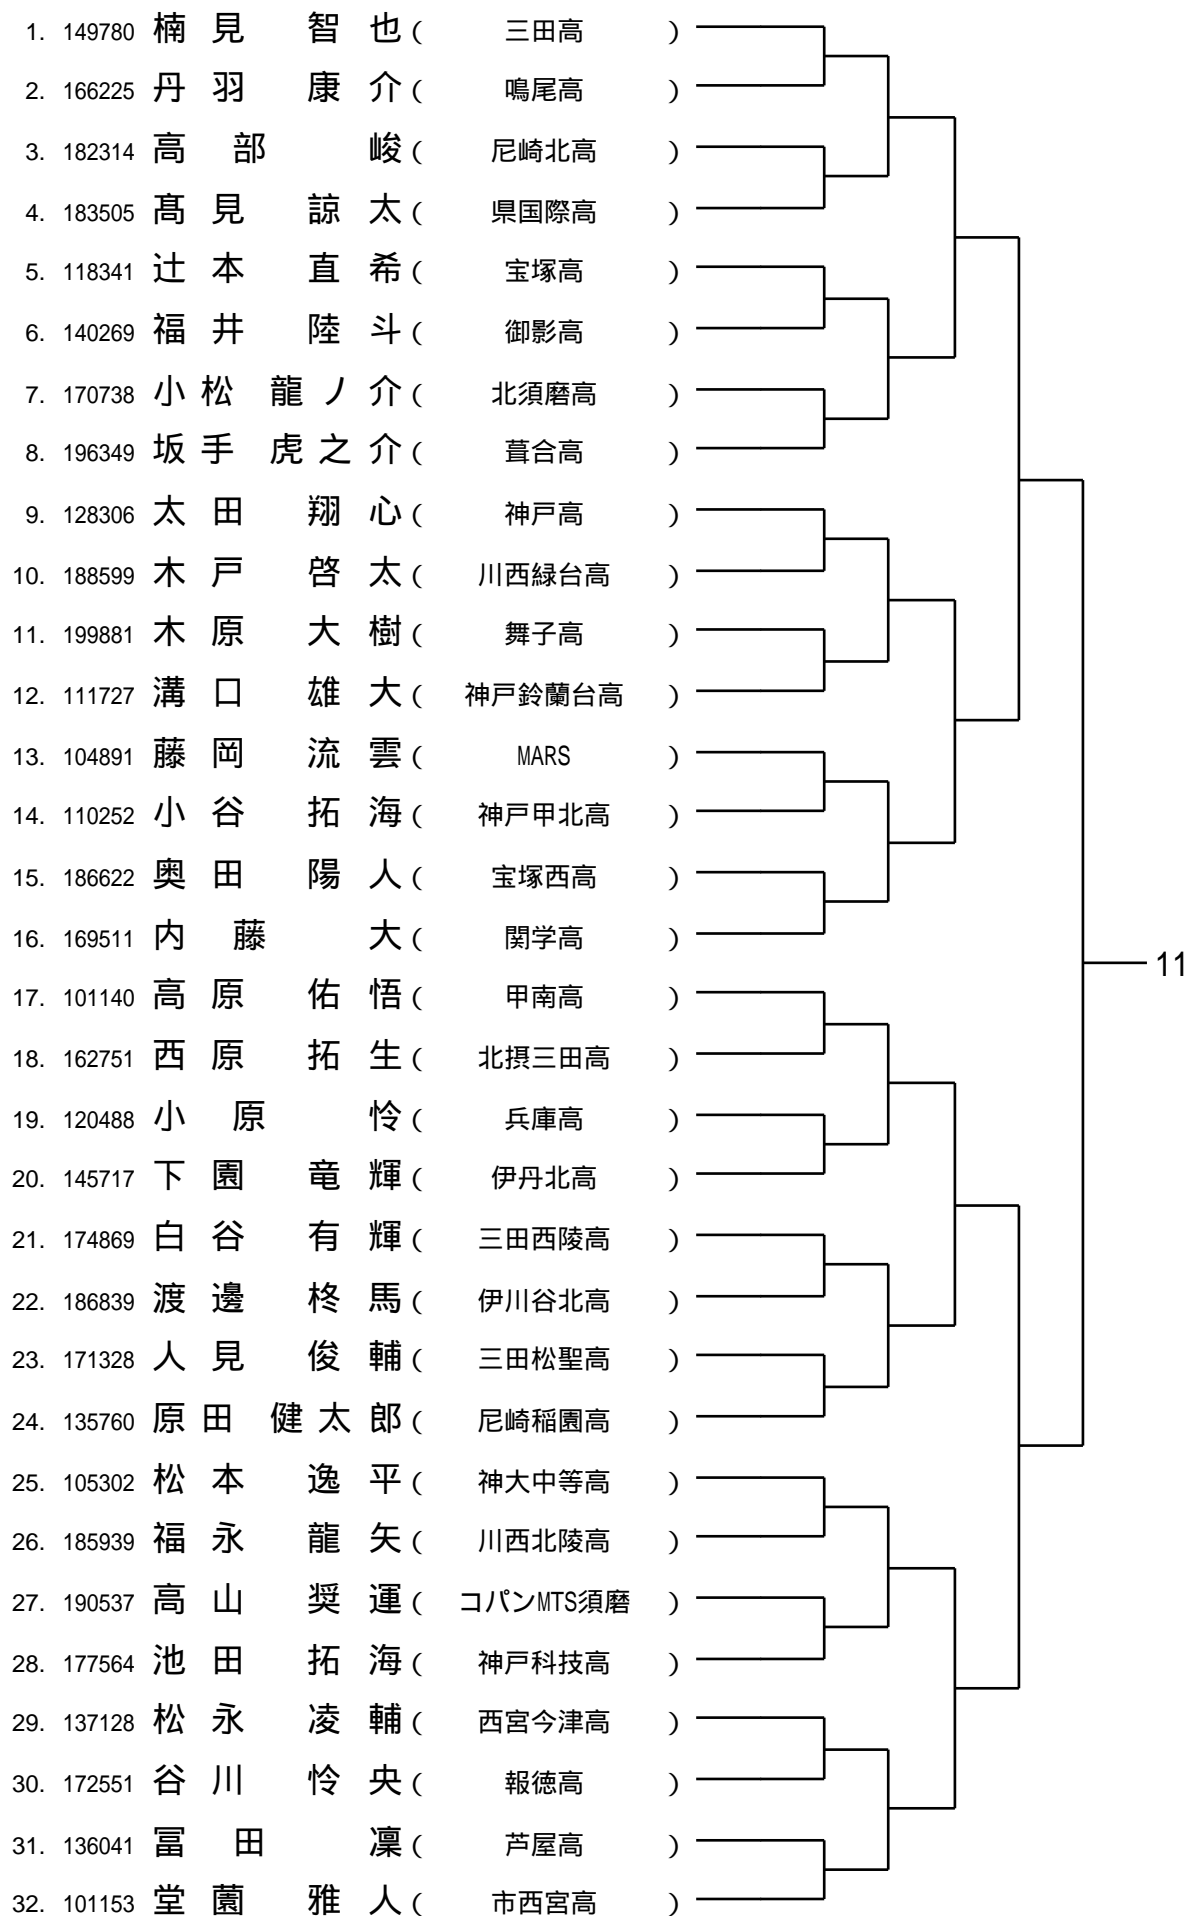 1. 149780 楠見 智也 ( 三田高 )
2. 166225 丹羽 康介 ( 鳴尾高 )
3. 182314 高部 峻 ( 尼崎北高 )
4. 183505 髙見 諒太 ( 県国際高 )
5. 118341 辻本 直希 ( 宝塚高 )
6. 140269 福井 陸斗 ( 御影高 )
7. 170738 小松 龍ノ介 ( 北須磨高 )
8. 196349 坂手 虎之介 ( 葺合高 )
9. 128306 太田 翔心 ( 神戸高 )
10. 188599 木戸 啓太 ( 川西緑台高 )
11. 199881 木原 大樹 ( 舞子高 )
12. 111727 溝口 雄大 ( 神戸鈴蘭台高 )
13. 104891 藤岡 流雲 ( MARS )
14. 110252 小谷 拓海 ( 神戸甲北高 )
15. 186622 奥田 陽人 ( 宝塚西高 )
16. 169511 内藤 大 ( 関学高 )
11
17. 101140 高原 佑悟 ( 甲南高 )
18. 162751 西原 拓生 ( 北摂三田高 )
19. 120488 小原 怜 ( 兵庫高 )
20. 145717 下園 竜輝 ( 伊丹北高 )
21. 174869 白谷 有輝 ( 三田西陵高 )
22. 186839 渡邊 柊馬 ( 伊川谷北高 )
23. 171328 人見 俊輔 ( 三田松聖高 )
24. 135760 原田 健太郎 ( 尼崎稲園高 )
25. 105302 松本 逸平 ( 神大中等高 )
26. 185939 福永 龍矢 ( 川西北陵高 )
27. 190537 高山 奨運 ( コパンMTS須磨 )
28. 177564 池田 拓海 ( 神戸科技高 )
29. 137128 松永 凌輔 ( 西宮今津高 )
30. 172551 谷川 怜央 ( 報徳高 )
31. 136041 冨田 凜 ( 芦屋高 )
32. 101153 堂薗 雅人 ( 市西宮高 )